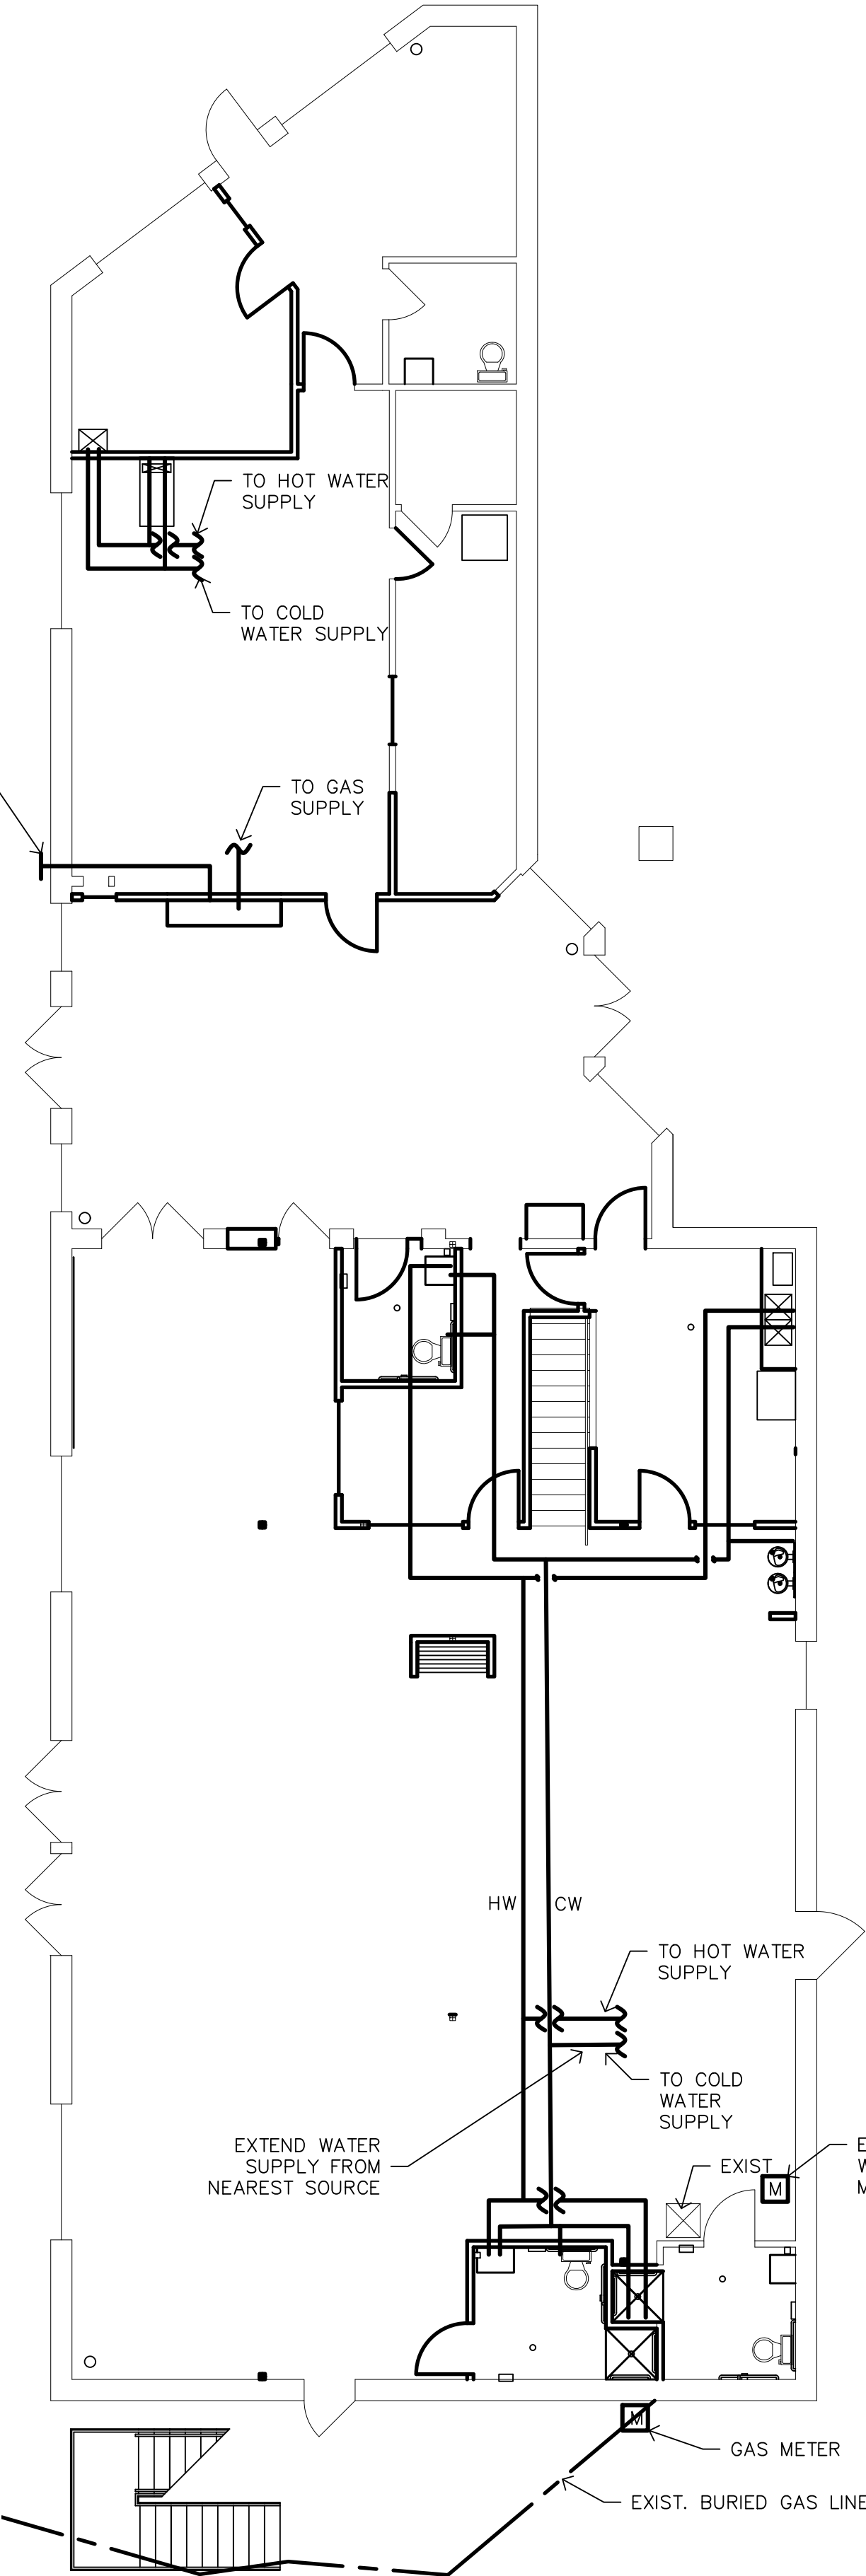 TO HOT WATER
SUPPLY
TO COLD
WATER SUPPLY
TO GAS
SUPPLY
HW
CW
TO HOT WATER
SUPPLY
TO COLD
WATER
SUPPLY
EXTEND WATER
SUPPLY FROM
NEAREST SOURCE
EXIST
M
M
GAS METER
EXIST. BURIED GAS LINE